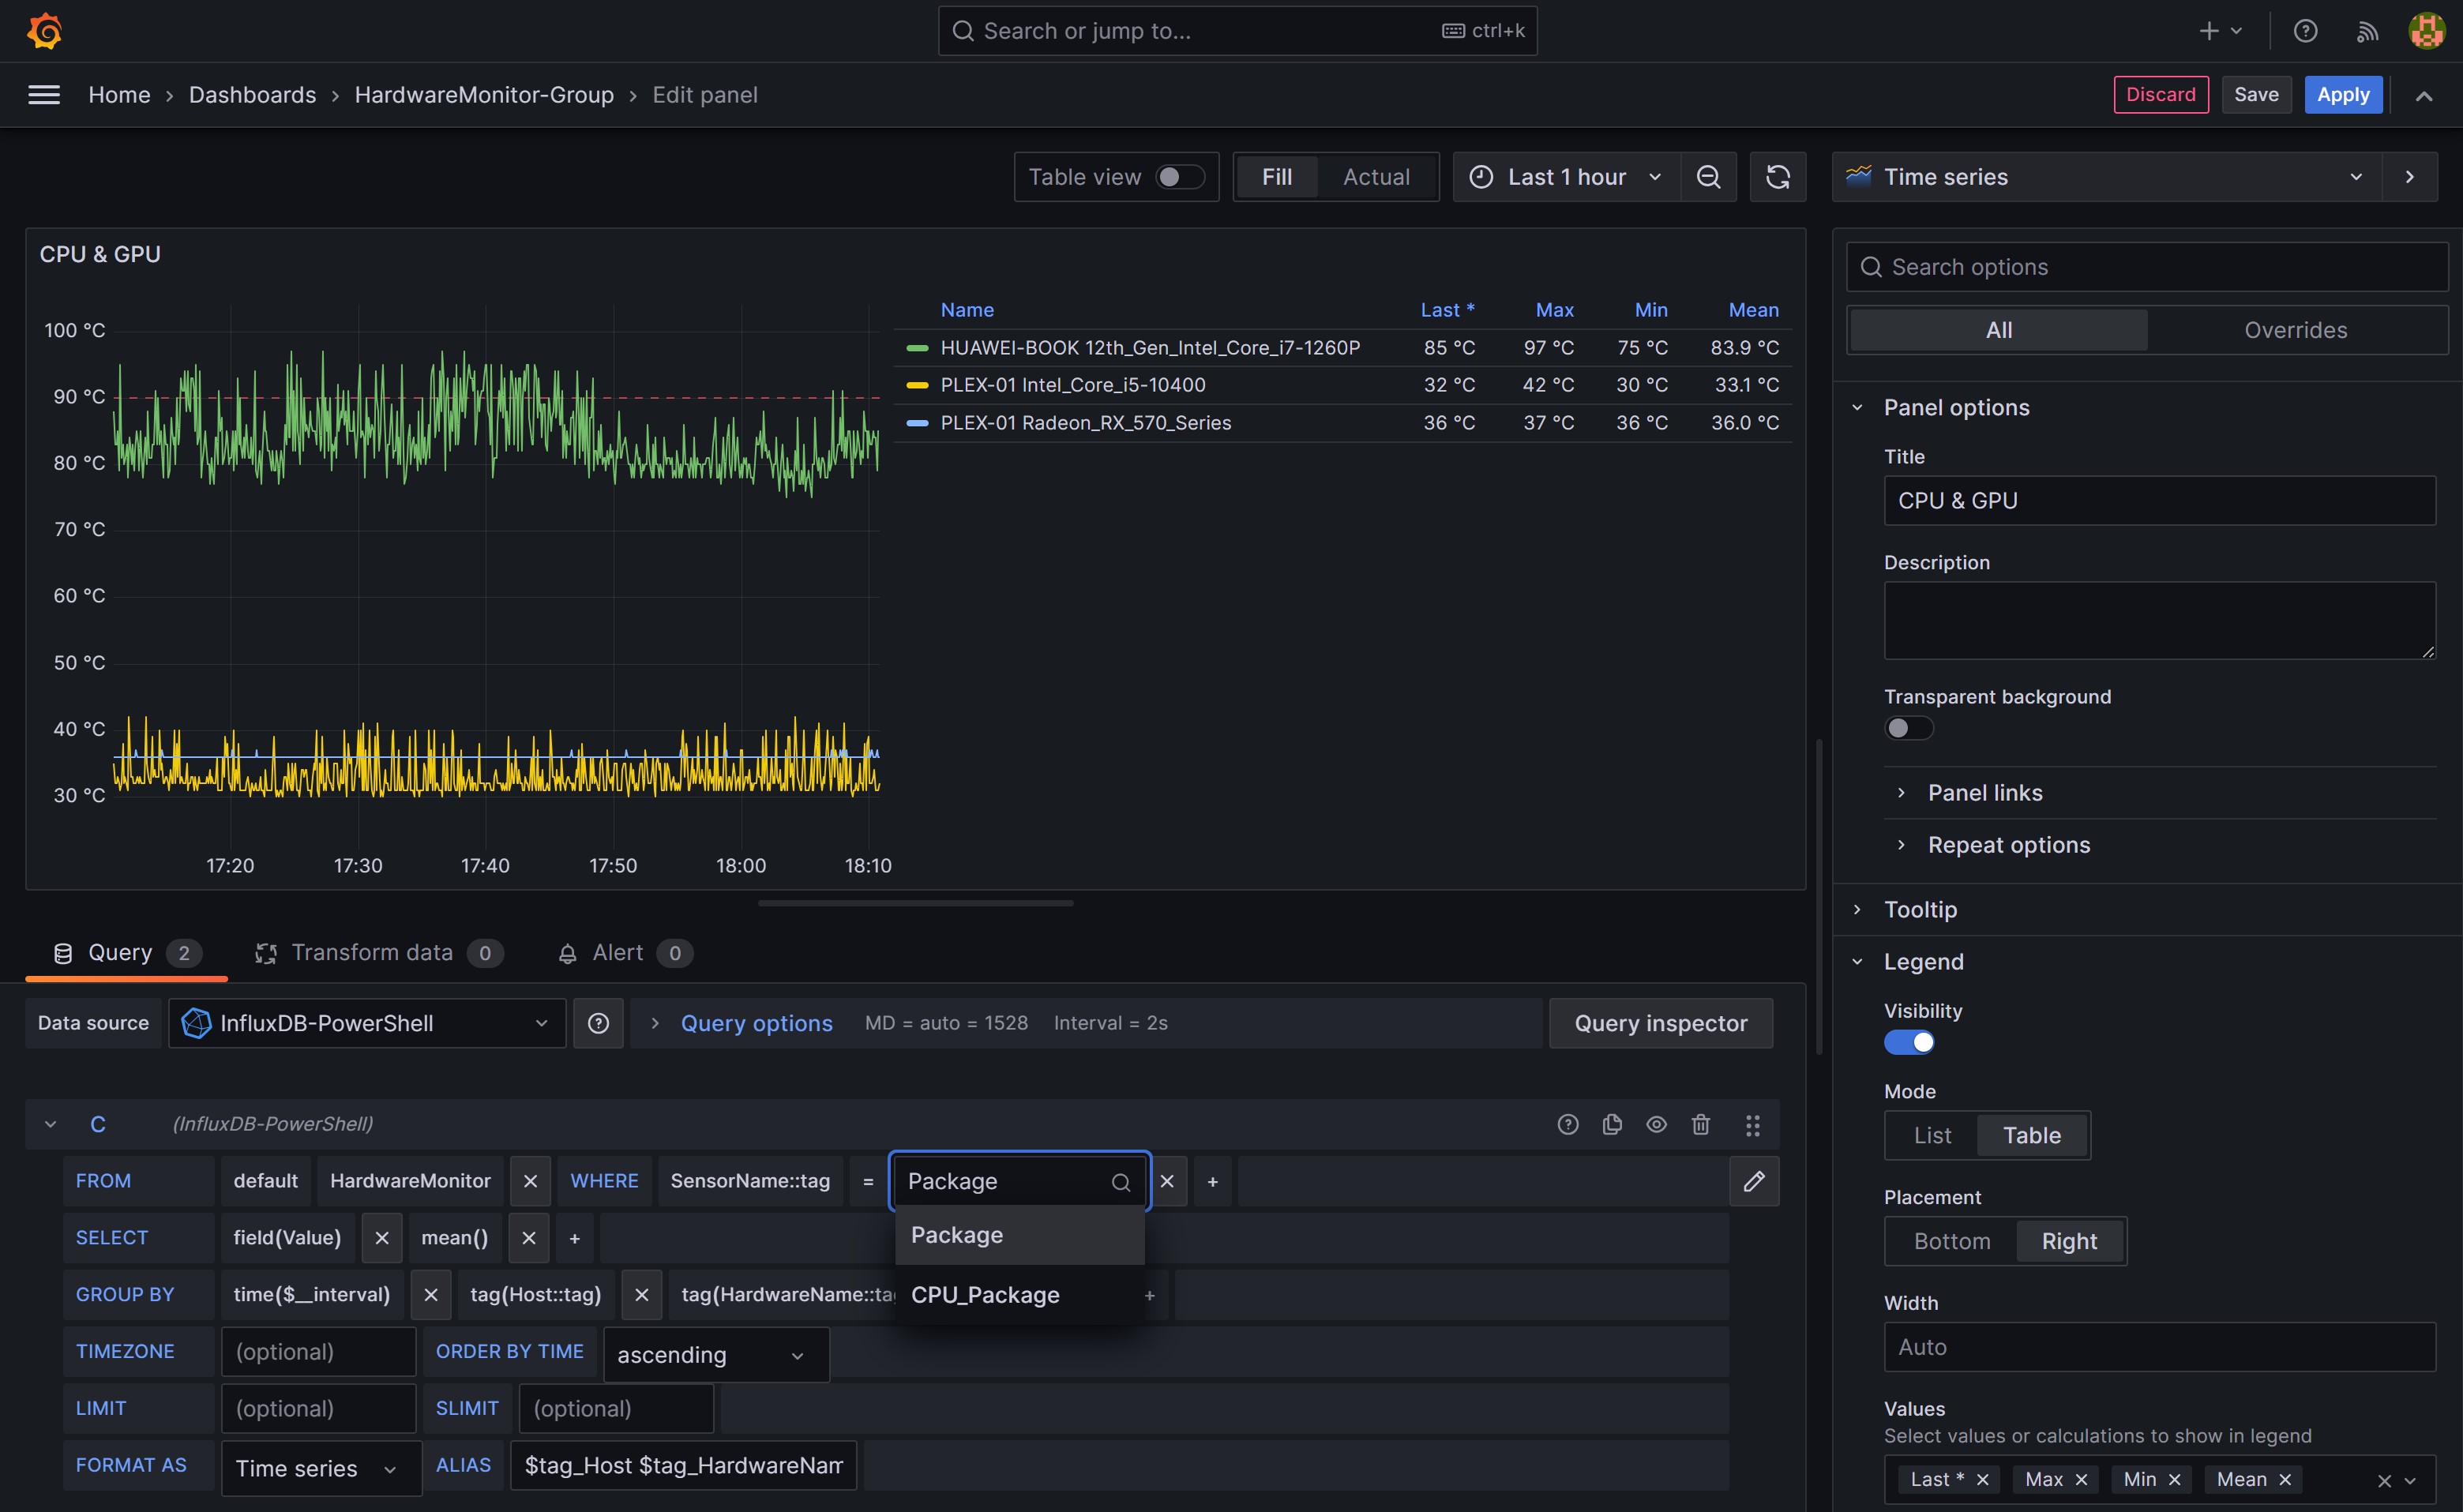 Search or jump to...
ctrl+k
Home › Dashboards › HardwareMonitor-Group › Edit panel
Discard
Save
Apply
Table view
Fill
Actual
Last 1 hour
Time series
CPU & GPU
Name Last * Max Min Mean
HUAWEI-BOOK 12th_Gen_Intel_Core_i7-1260P 85 °C 97 °C 75 °C 83.9 °C
PLEX-01 Intel_Core_i5-10400 32 °C 42 °C 30 °C 33.1 °C
PLEX-01 Radeon_RX_570_Series 36 °C 37 °C 36 °C 36.0 °C
100 °C
90 °C
80 °C
70 °C
60 °C
50 °C
40 °C
30 °C
17:20 17:30 17:40 17:50 18:00 18:10
Query 2
Transform data 0
Alert 0
Data source
InfluxDB-PowerShell
Query options
MD = auto = 1528
Interval = 2s
Query inspector
C
(InfluxDB-PowerShell)
FROM default HardwareMonitor × WHERE SensorName::tag = Package × +
Package
CPU_Package
SELECT field(Value) × mean() × +
GROUP BY time($__interval) × tag(Host::tag) × tag(HardwareName::ta +
TIMEZONE (optional) ORDER BY TIME ascending
LIMIT (optional) SLIMIT (optional)
FORMAT AS Time series ALIAS $tag_Host $tag_HardwareNam
Search options
All
Overrides
Panel options
Title
CPU & GPU
Description
Transparent background
Panel links
Repeat options
Tooltip
Legend
Visibility
Mode
List
Table
Placement
Bottom
Right
Width
Auto
Values
Select values or calculations to show in legend
Last * × Max × Min × Mean ×